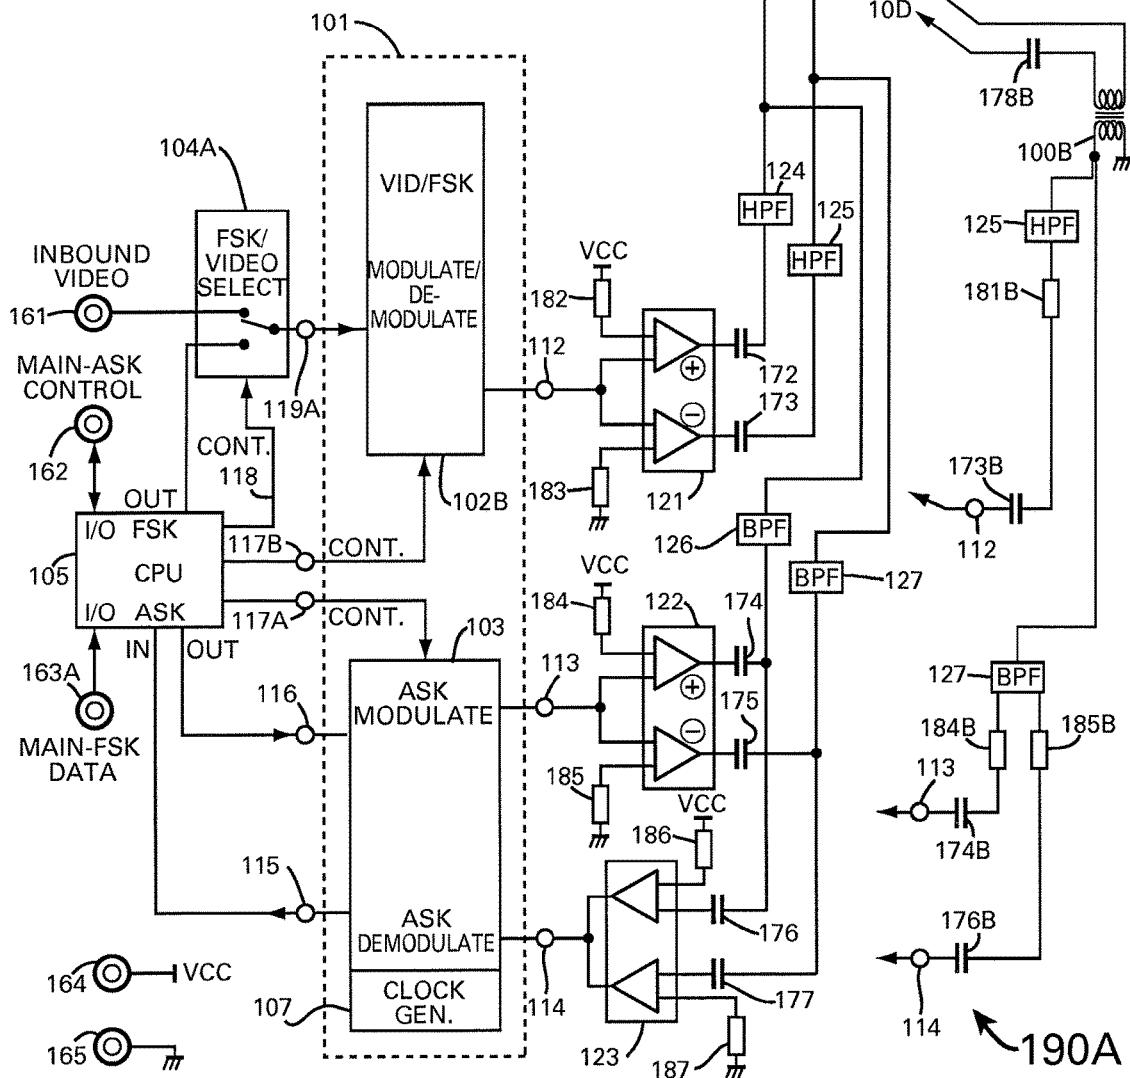 101
10D
178B
100B
104A
VID/FSK
MODULATE/
DE-
MODULATE
124
HPF
125
HPF
125
HPF
FSK/
VIDEO
SELECT
INBOUND
VIDEO
161
VCC
182
181B
MAIN-ASK
CONTROL
112
172
119A
173
162
CONT.
118
102B
183
121
173B
112
OUT
I/O FSK
CPU
I/O ASK
105
117B
CONT.
126
BPF
BPF
127
117A
CONT.
VCC
184
122
174
IN
OUT
103
163A
MAIN-FSK
DATA
116
ASK
MODULATE
113
175
127
BPF
184B
185B
113
185
VCC
174B
186
115
ASK
DEMODULATE
176
176B
164
VCC
107
CLOCK
GEN.
114
177
114
165
123
187
190A